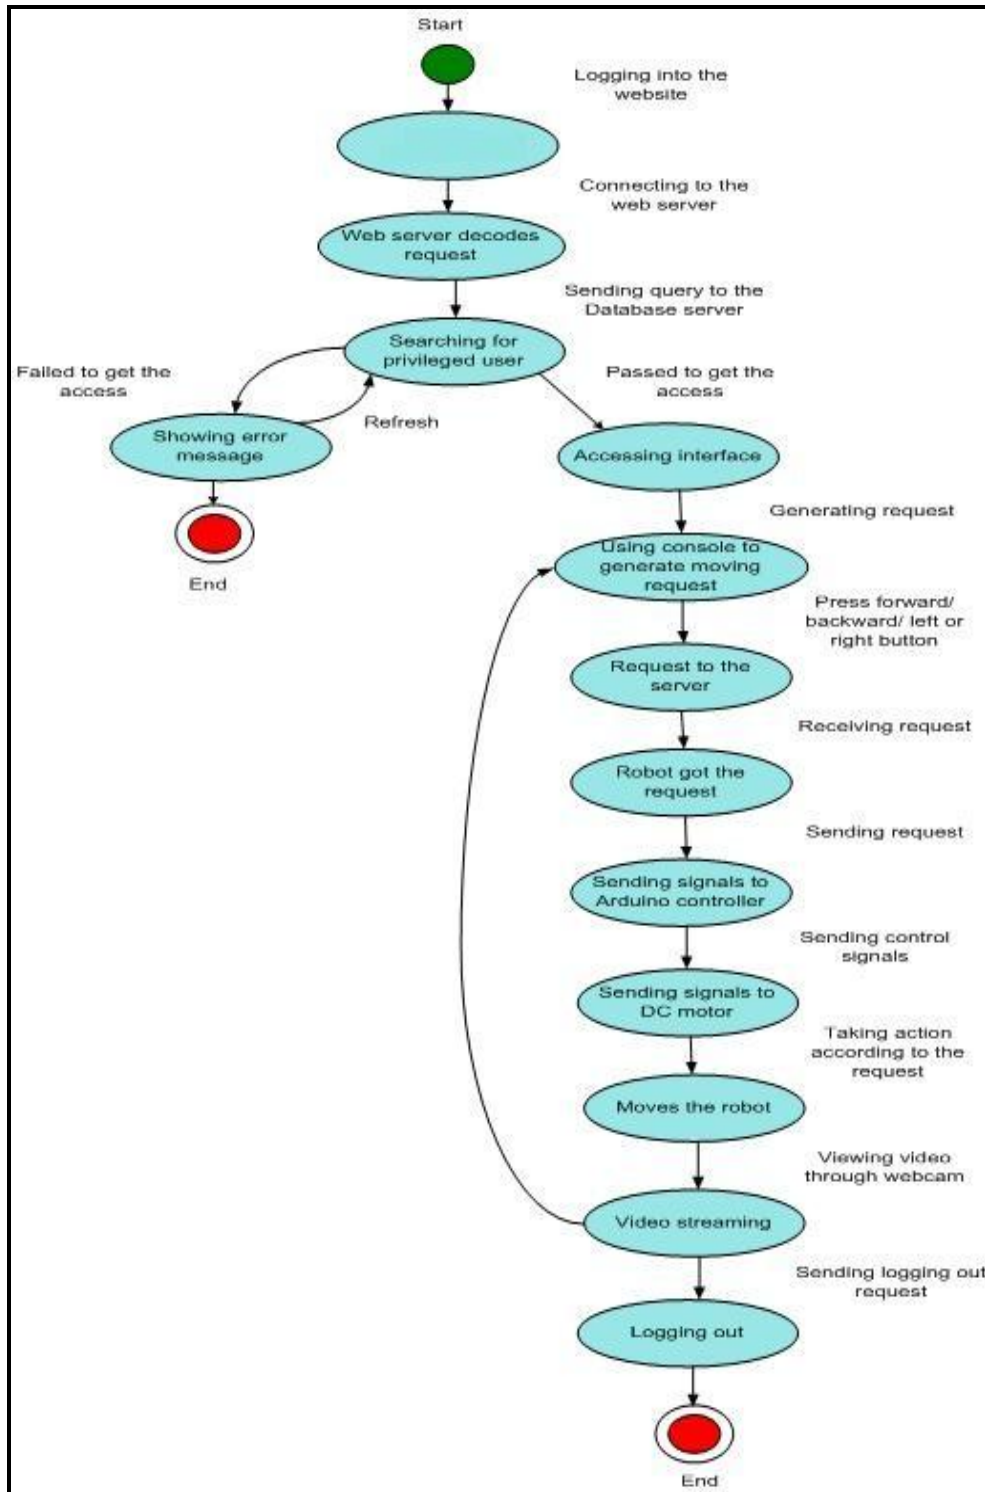 Start
Logging into the
website
Connecting to the
web server
Web server decodes
request
Sending query to the
Database server
Searching for
privileged user
Failed to get the
access
Passed to get the
access
Refresh
Showing error
message
Accessing interface
End
Generating request
Using console to
generate moving
request
Press forward/
backward/ left or
right button
Request to the
server
Receiving request
Robot got the
request
Sending request
Sending signals to
Arduino controller
Sending control
signals
Sending signals to
DC motor
Taking action
according to the
request
Moves the robot
Viewing video
through webcam
Video streaming
Sending logging out
request
Logging out
End